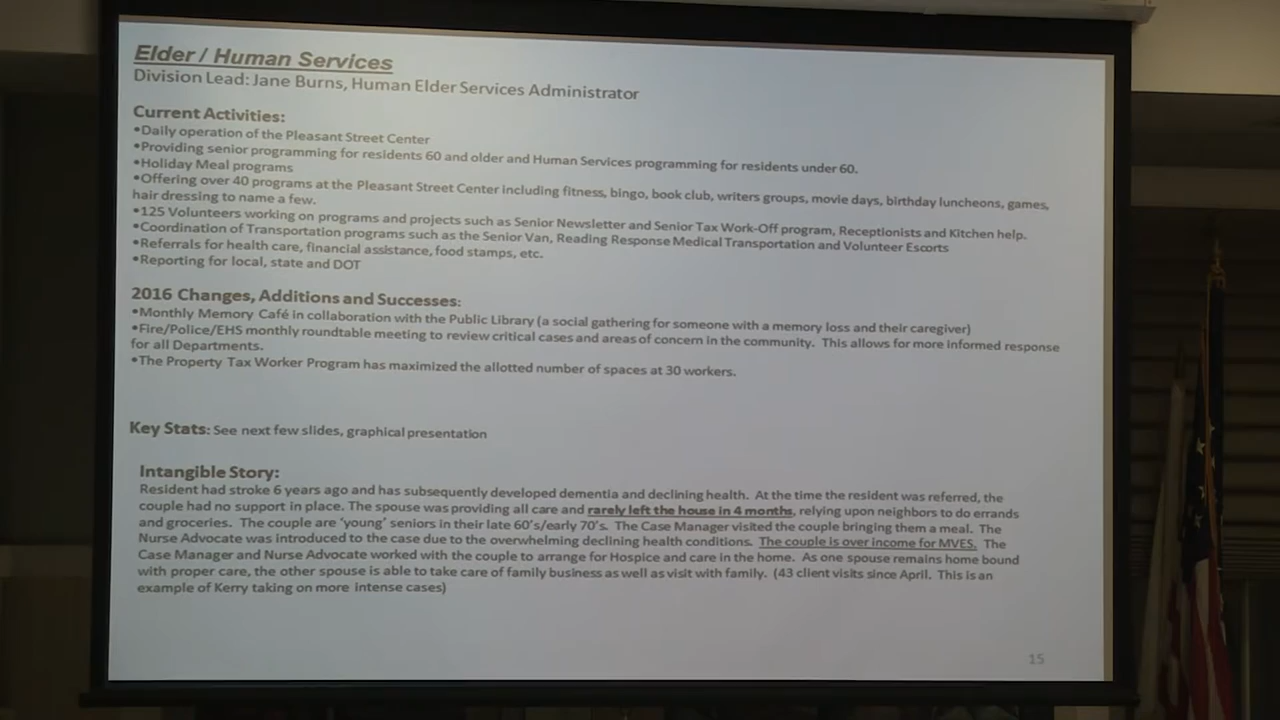 Elder / Human Services
Division Lead: Jane Burns, Human Elder Services Administrator
Current Activities:
•Daily operation of the Pleasant Street Center
•Providing senior programming for residents 60 and older and Human Services programming for residents under 60.
•Holiday Meal programs
•Offering over 40 programs at the Pleasant Street Center including fitness, bingo, book club, writers groups, movie days, birthday luncheons, games,
hair dressing to name a few.
•125 Volunteers working on programs and projects such as Senior Newsletter and Senior Tax Work-Off program, Receptionists and Kitchen help.
•Coordination of Transportation programs such as the Senior Van, Reading Response Medical Transportation and Volunteer Escorts
•Referrals for health care, financial assistance, food stamps, etc.
•Reporting for local, state and DOT
2016 Changes, Additions and Successes:
•Monthly Memory Café in collaboration with the Public Library (a social gathering for someone with a memory loss and their caregiver)
•Fire/Police/EHS monthly roundtable meeting to review critical cases and areas of concern in the community.  This allows for more informed response
for all Departments.
•The Property Tax Worker Program has maximized the allotted number of spaces at 30 workers.
Key Stats: See next few slides, graphical presentation
Intangible Story:
Resident had stroke 6 years ago and has subsequently developed dementia and declining health.  At the time the resident was referred, the
couple had no support in place. The spouse was providing all care and rarely left the house in 4 months, relying upon neighbors to do errands
and groceries.  The couple are ‘young’ seniors in their late 60’s/early 70’s.  The Case Manager visited the couple bringing them a meal.  The
Nurse Advocate was introduced to the case due to the overwhelming declining health conditions.  The couple is over income for MVES.  The
Case Manager and Nurse Advocate worked with the couple to arrange for Hospice and care in the home.  As one spouse remains home bound
with proper care, the other spouse is able to take care of family business as well as visit with family.  (43 client visits since April.  This is an
example of Kerry taking on more intense cases)
15